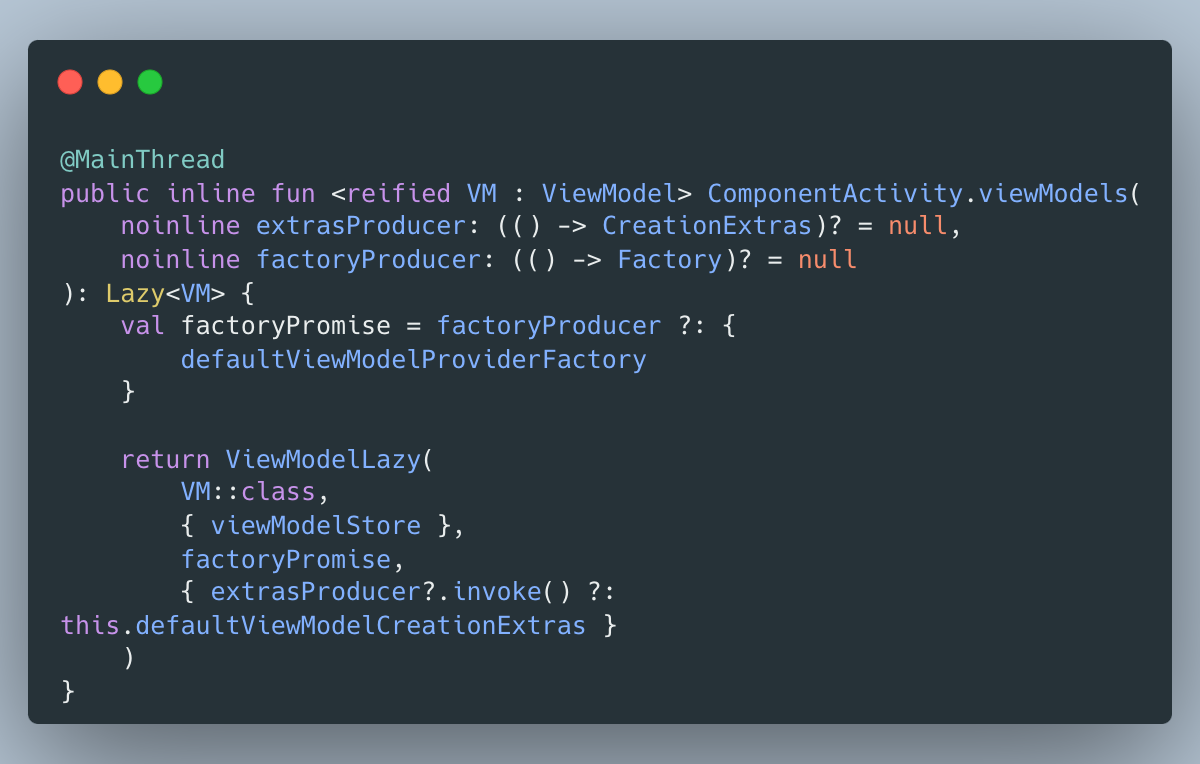 @MainThread
public inline fun <reified VM : ViewModel> ComponentActivity.viewModels(
    noinline extrasProducer: (() -> CreationExtras)? = null,
    noinline factoryProducer: (() -> Factory)? = null
): Lazy<VM> {
    val factoryPromise = factoryProducer ?: {
        defaultViewModelProviderFactory
    }

    return ViewModelLazy(
        VM::class,
        { viewModelStore },
        factoryPromise,
        { extrasProducer?.invoke() ?:
this.defaultViewModelCreationExtras }
    )
}